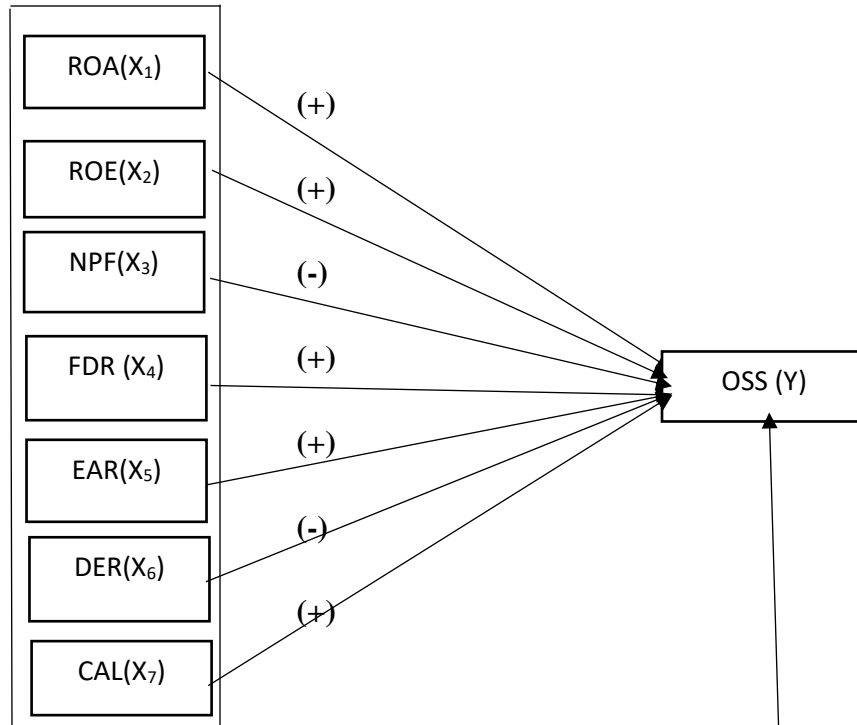 ROA(X₁)
(+)
ROE(X₂)
(+)
NPF(X₃)
(-)
FDR (X₄)
(+)
OSS (Y)
EAR(X₅)
(+)
DER(X₆)
(-)
CAL(X₇)
(+)